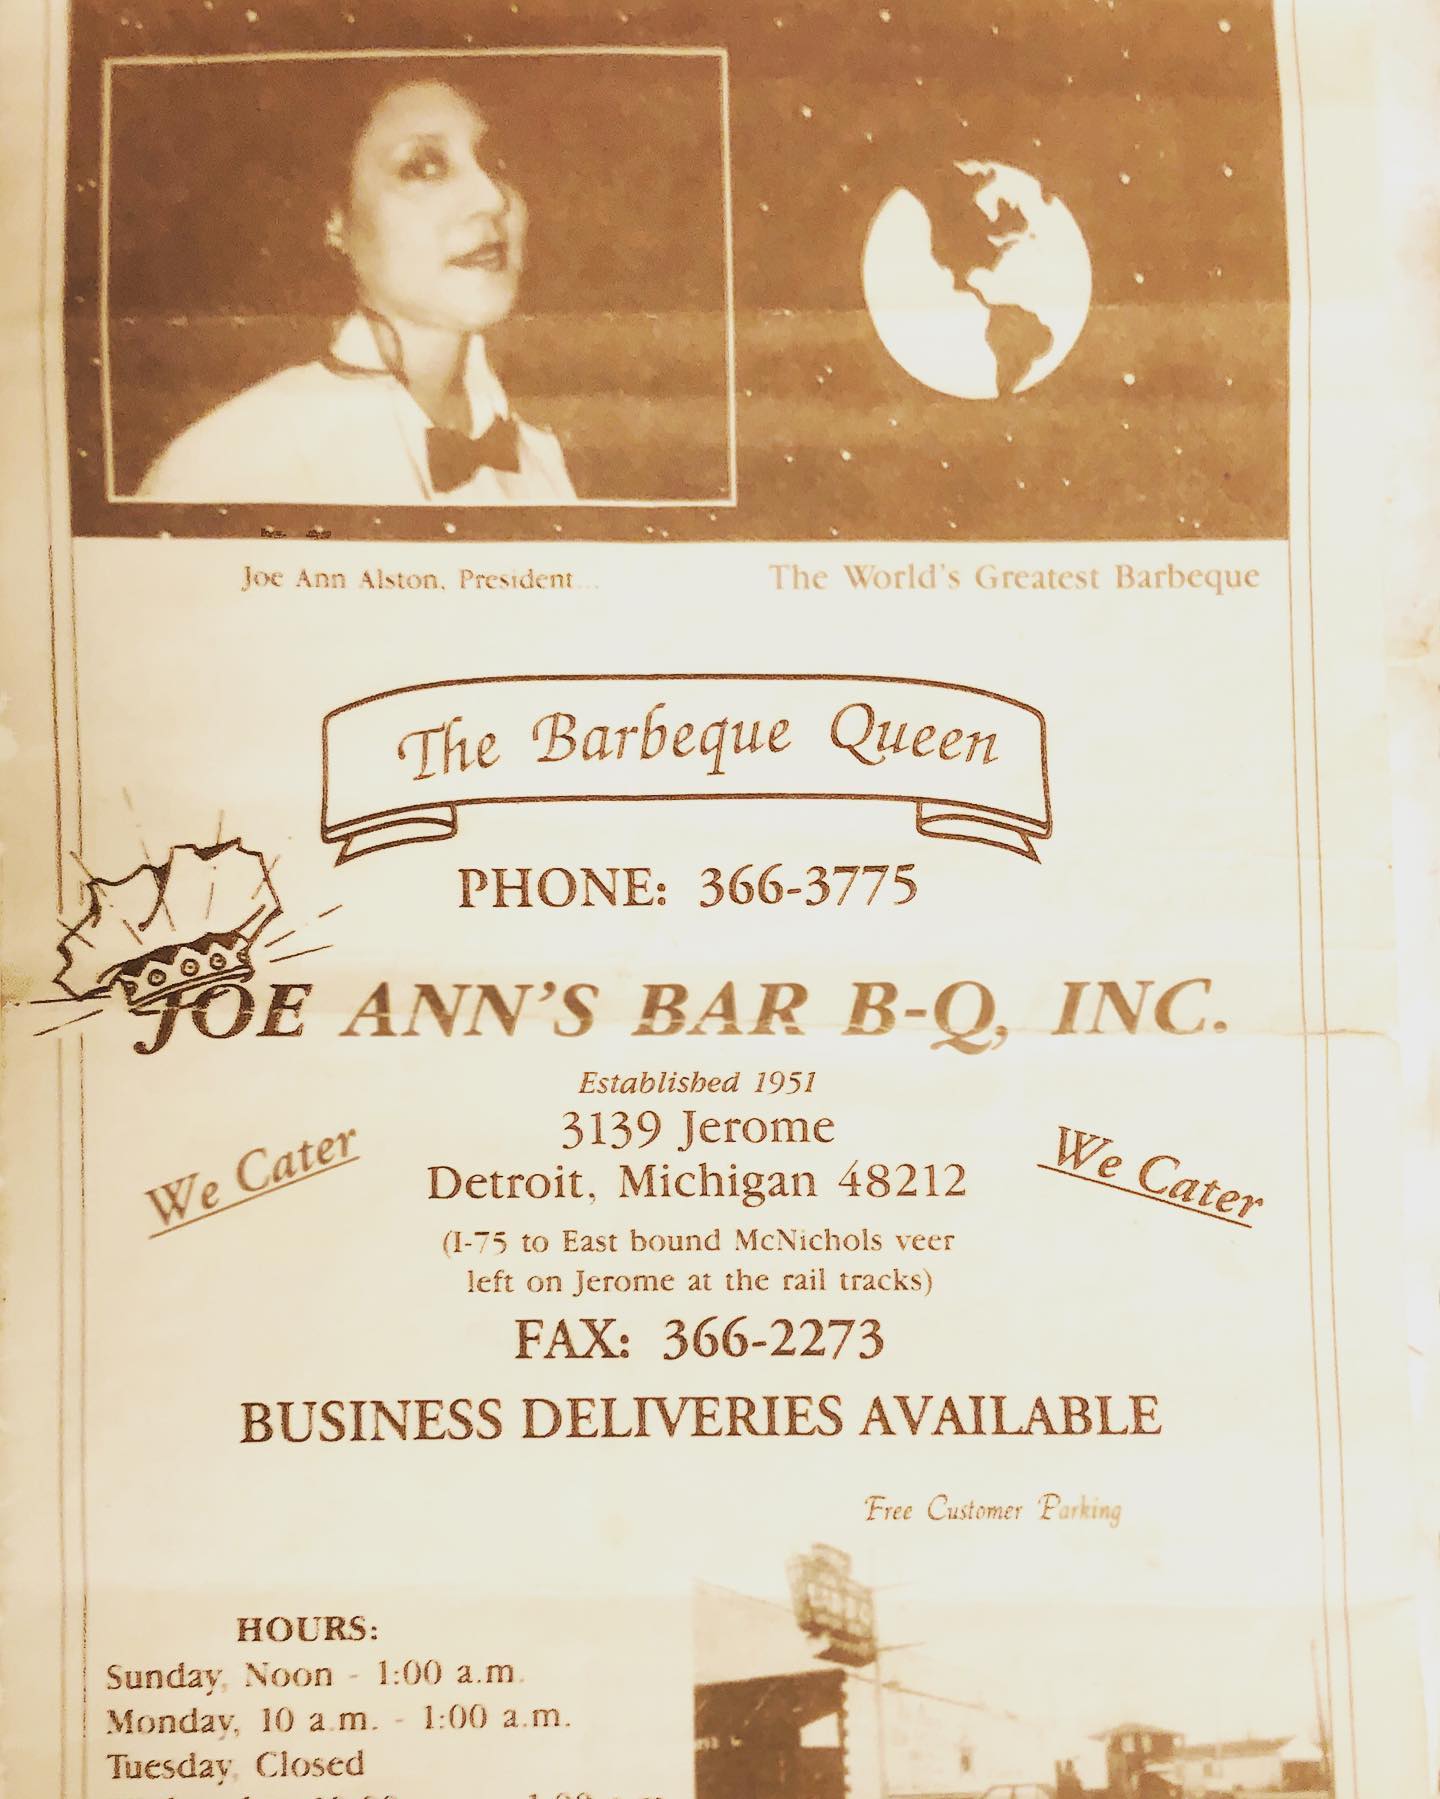 Joe Ann Alston, President...
The World's Greatest Barbeque
The Barbeque Queen
PHONE: 366-3775
JOE ANN'S BAR B-Q, INC.
Established 1951
3139 Jerome
Detroit, Michigan 48212
We Cater
We Cater
(I-75 to East bound McNichols veer
left on Jerome at the rail tracks)
FAX: 366-2273
BUSINESS DELIVERIES AVAILABLE
Free Customer Parking
HOURS:
Sunday, Noon - 1:00 a.m.
Monday, 10 a.m. - 1:00 a.m.
Tuesday, Closed